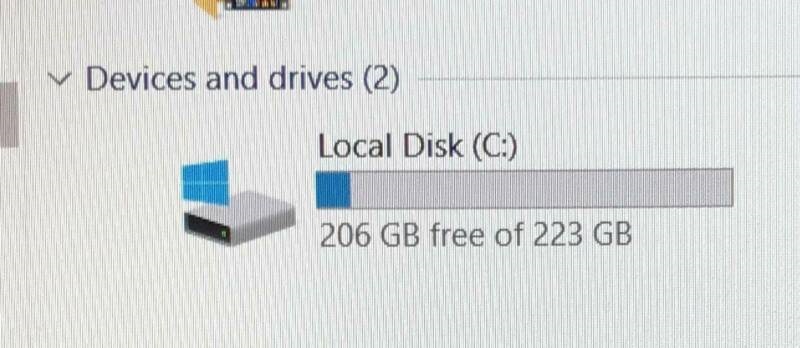 Devices and drives (2)
Local Disk (C:)
206 GB free of 223 GB